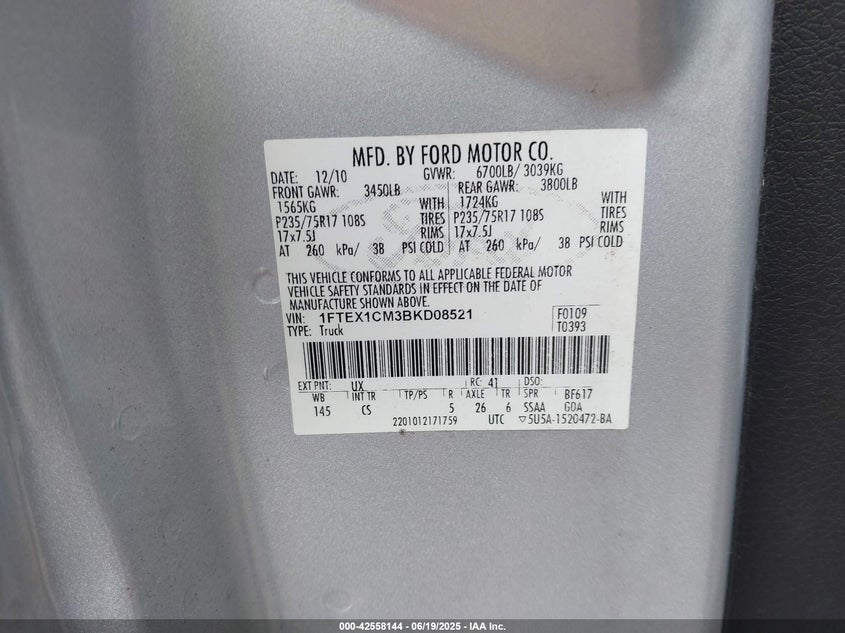 MFD. BY FORD MOTOR CO.
DATE: 12/10 GVWR: 6700LB/ 3039KG
FRONT GAWR: 3450LB REAR GAWR: 3800LB
1565KG WITH 1724KG WITH
P235/75R17 108S TIRES P235/75R17 108S TIRES
17x7.5J RIMS 17x7.5J RIMS
AT 260 kPa/ 38 PSI COLD AT 260 kPa/ 38 PSI COLD
THIS VEHICLE CONFORMS TO ALL APPLICABLE FEDERAL MOTOR
VEHICLE SAFETY STANDARDS IN EFFECT ON THE DATE OF
MANUFACTURE SHOWN ABOVE.
VIN: 1FTEX1CM3BKD08521 F0109
TYPE: Truck T0393
EXT PNT: UX RC: 41 DSO:
WB INT TR TP/PS R AXLE TR SPR BF617
145 CS 5 26 6 SSAA GOA
2201012171759 UTC ▽5U5A-1520472-BA
000-42558144 - 06/19/2025 - IAA Inc.